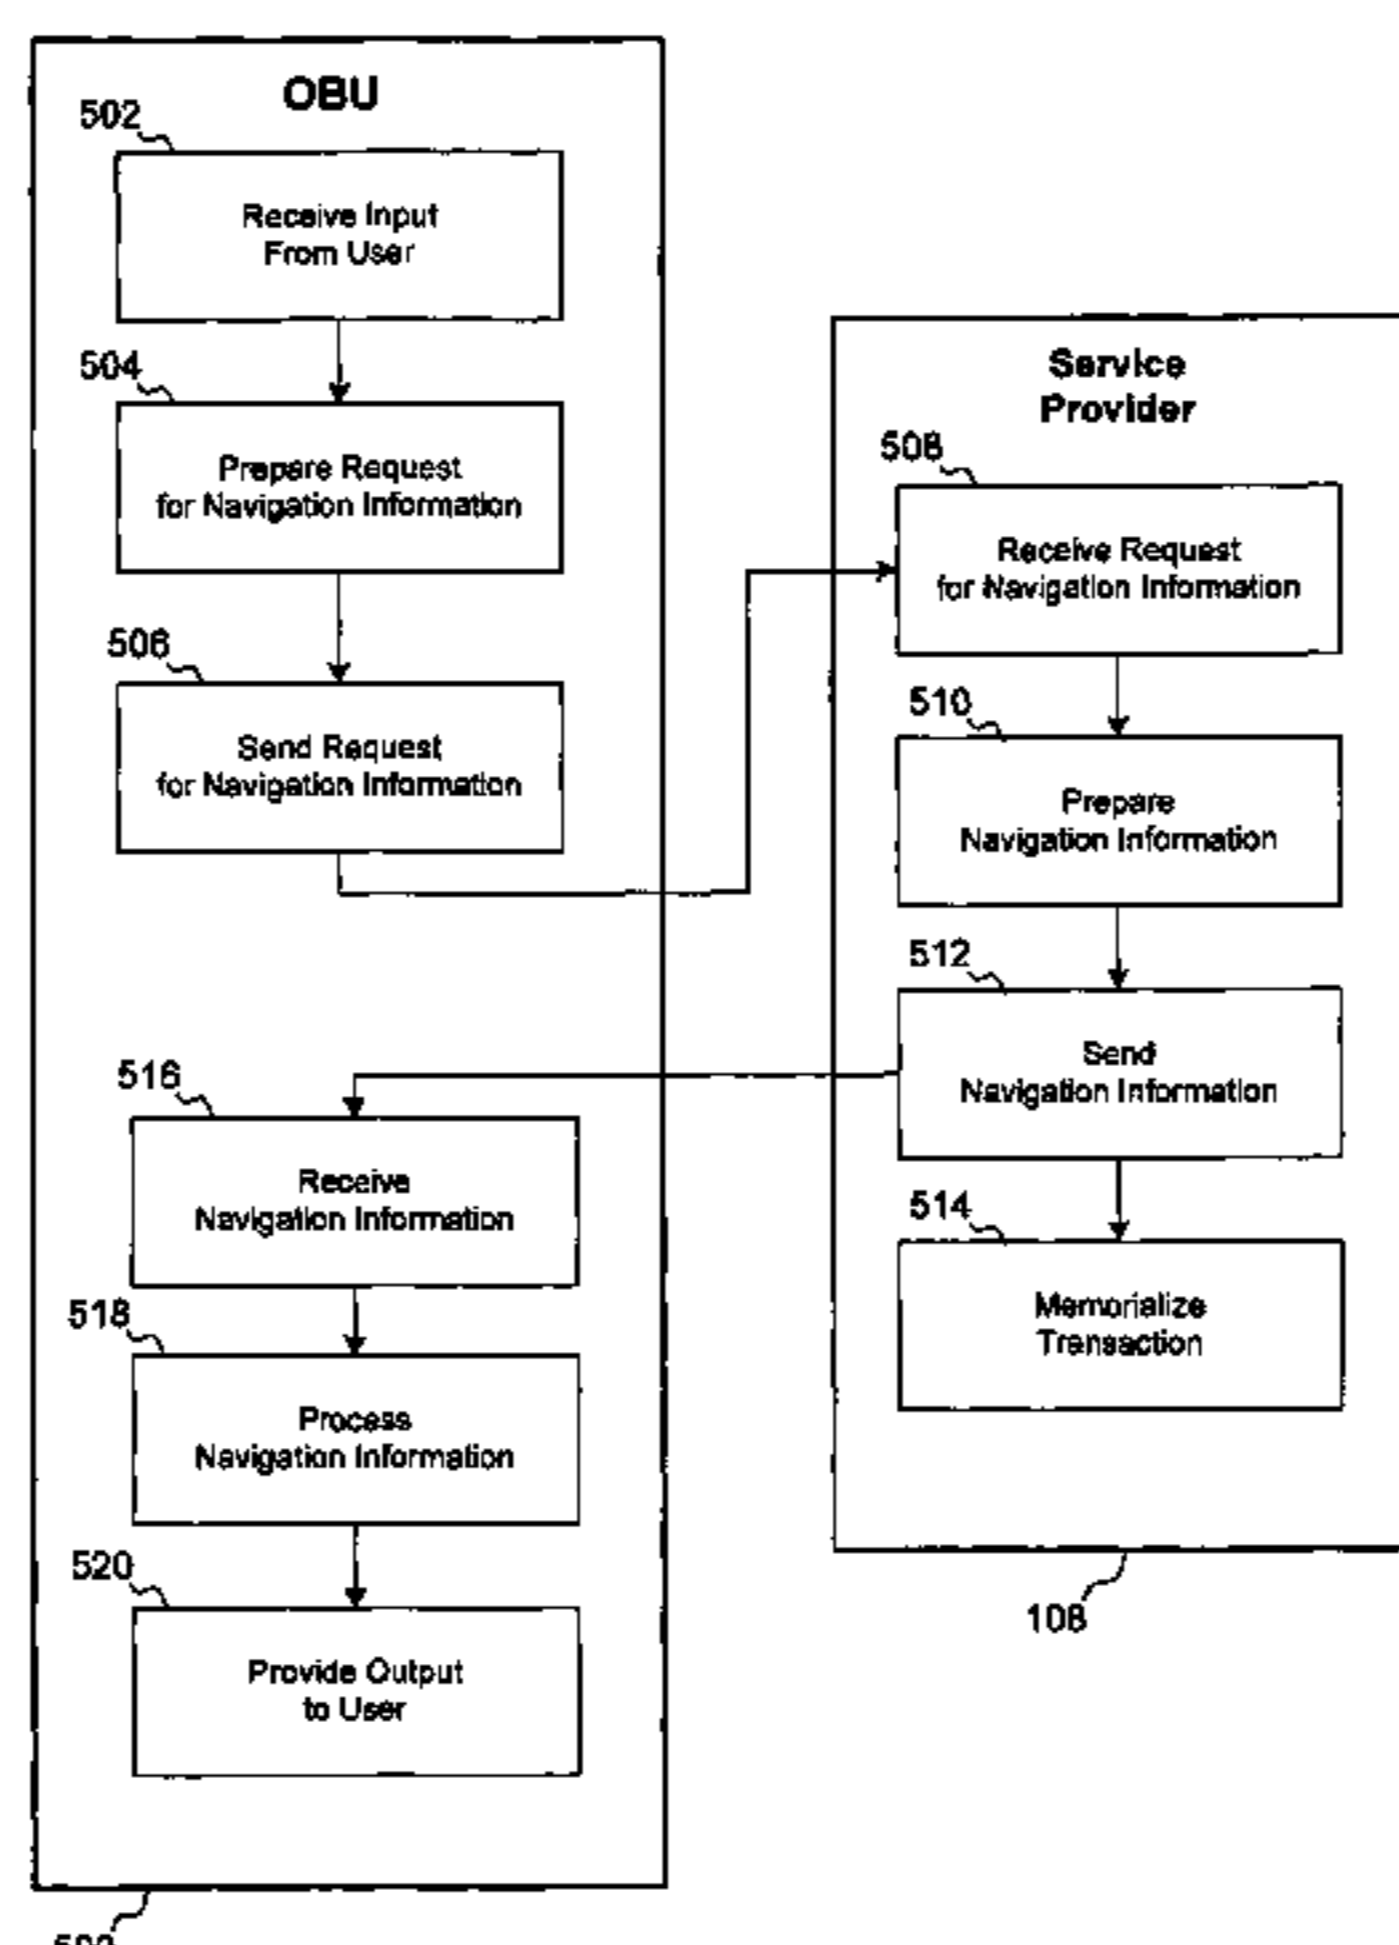 OBU
502
Receive Input
From User
504
Prepare Request
for Navigation Information
506
Send Request
for Navigation Information
Service
Provider
508
Receive Request
for Navigation Information
510
Prepare
Navigation Information
512
Send
Navigation Information
514
Memorialize
Transaction
108
516
Receive
Navigation Information
518
Process
Navigation Information
520
Provide Output
to User